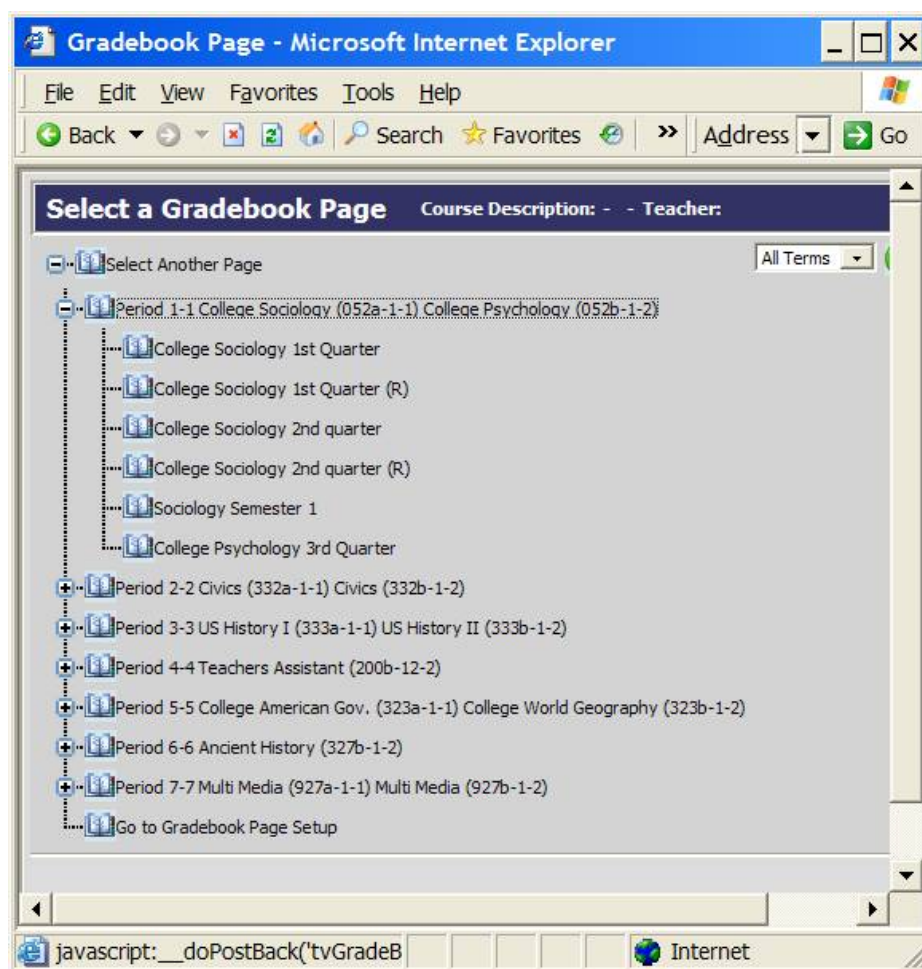 Gradebook Page - Microsoft Internet Explorer
File Edit View Favorites Tools Help
Back Search Favorites » Address Go
Select a Gradebook Page Course Description: - - Teacher:
Select Another Page All Terms
Period 1-1 College Sociology (052a-1-1) College Psychology (052b-1-2)
College Sociology 1st Quarter
College Sociology 1st Quarter (R)
College Sociology 2nd quarter
College Sociology 2nd quarter (R)
Sociology Semester 1
College Psychology 3rd Quarter
Period 2-2 Civics (332a-1-1) Civics (332b-1-2)
Period 3-3 US History I (333a-1-1) US History II (333b-1-2)
Period 4-4 Teachers Assistant (200b-12-2)
Period 5-5 College American Gov. (323a-1-1) College World Geography (323b-1-2)
Period 6-6 Ancient History (327b-1-2)
Period 7-7 Multi Media (927a-1-1) Multi Media (927b-1-2)
Go to Gradebook Page Setup
javascript:__doPostBack('tvGradeB Internet